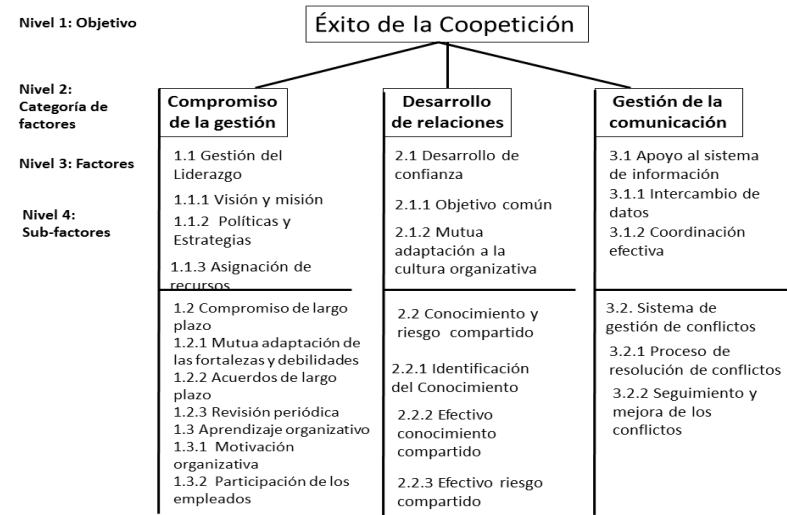 Nivel 1: Objetivo
Éxito de la Coopetición
Nivel 2:
Categoría de
factores
Compromiso
de la gestión
Desarrollo
de relaciones
Gestión de la
comunicación
Nivel 3: Factores
Nivel 4:
Sub-factores
1.1 Gestión del
Liderazgo
1.1.1 Visión y misión
1.1.2 Políticas y
Estrategias
1.1.3 Asignación de
recursos
1.2 Compromiso de largo
plazo
1.2.1 Mutua adaptación de
las fortalezas y debilidades
1.2.2 Acuerdos de largo
plazo
1.2.3 Revisión periódica
1.3 Aprendizaje organizativo
1.3.1 Motivación
organizativa
1.3.2 Participación de los
empleados
2.1 Desarrollo de
confianza
2.1.1 Objetivo común
2.1.2 Mutua
adaptación a la
cultura organizativa
2.2 Conocimiento y
riesgo compartido
2.2.1 Identificación
del Conocimiento
2.2.2 Efectivo
conocimiento
compartido
2.2.3 Efectivo riesgo
compartido
3.1 Apoyo al sistema
de información
3.1.1 Intercambio de
datos
3.1.2 Coordinación
efectiva
3.2. Sistema de
gestión de conflictos
3.2.1 Proceso de
resolución de conflictos
3.2.2 Seguimiento y
mejora de los
conflictos